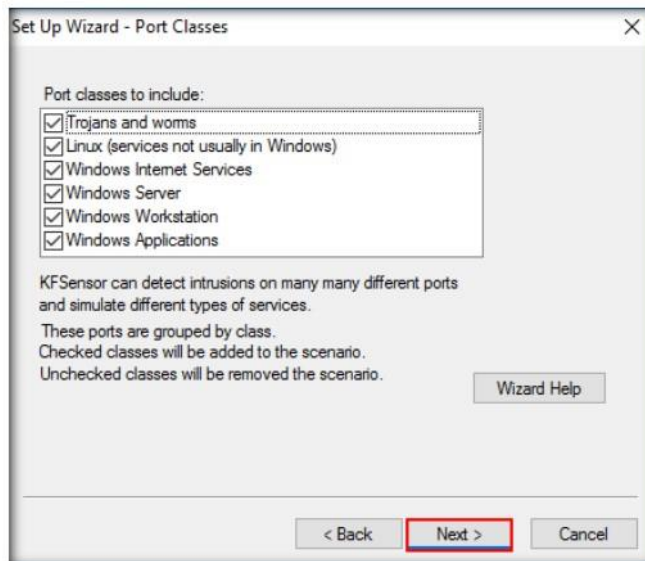 Set Up Wizard - Port Classes
Port classes to include:
Trojans and worms
Linux (services not usually in Windows)
Windows Internet Services
Windows Server
Windows Workstation
Windows Applications
KFSensor can detect intrusions on many many different ports
and simulate different types of services.
These ports are grouped by class.
Checked classes will be added to the scenario.
Unchecked classes will be removed the scenario.
Wizard Help
< Back
Next >
Cancel